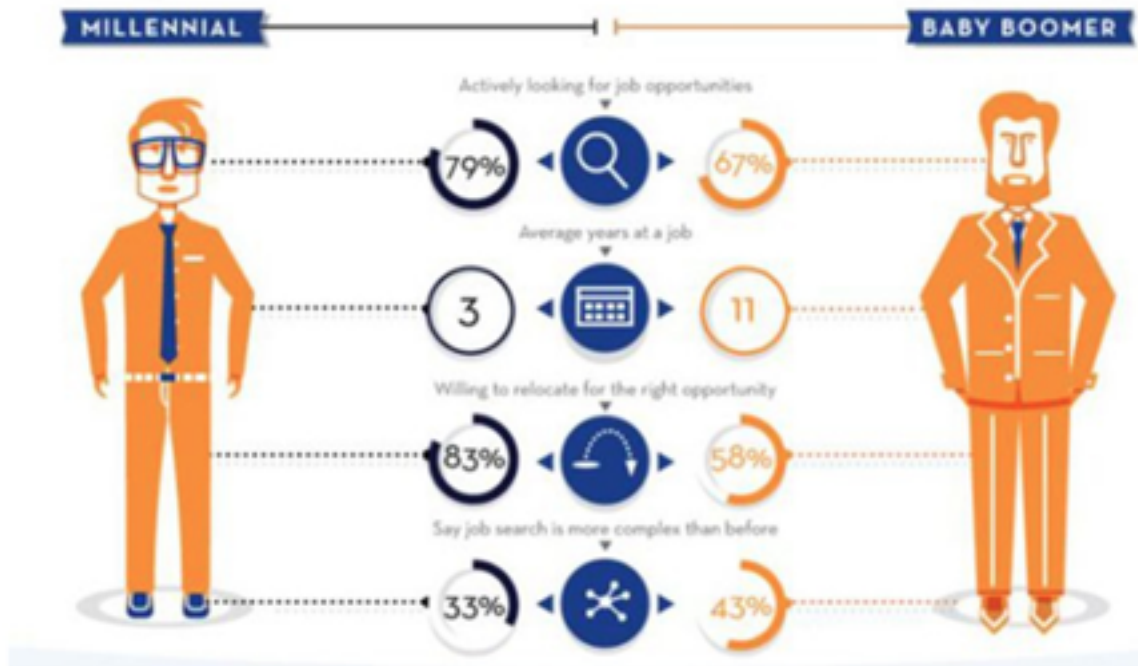 MILLENNIAL
BABY BOOMER
Actively looking for job opportunities
79%
67%
Average years at a job
3
11
Willing to relocate for the right opportunity
83%
58%
Say job search is more complex than before
33%
43%